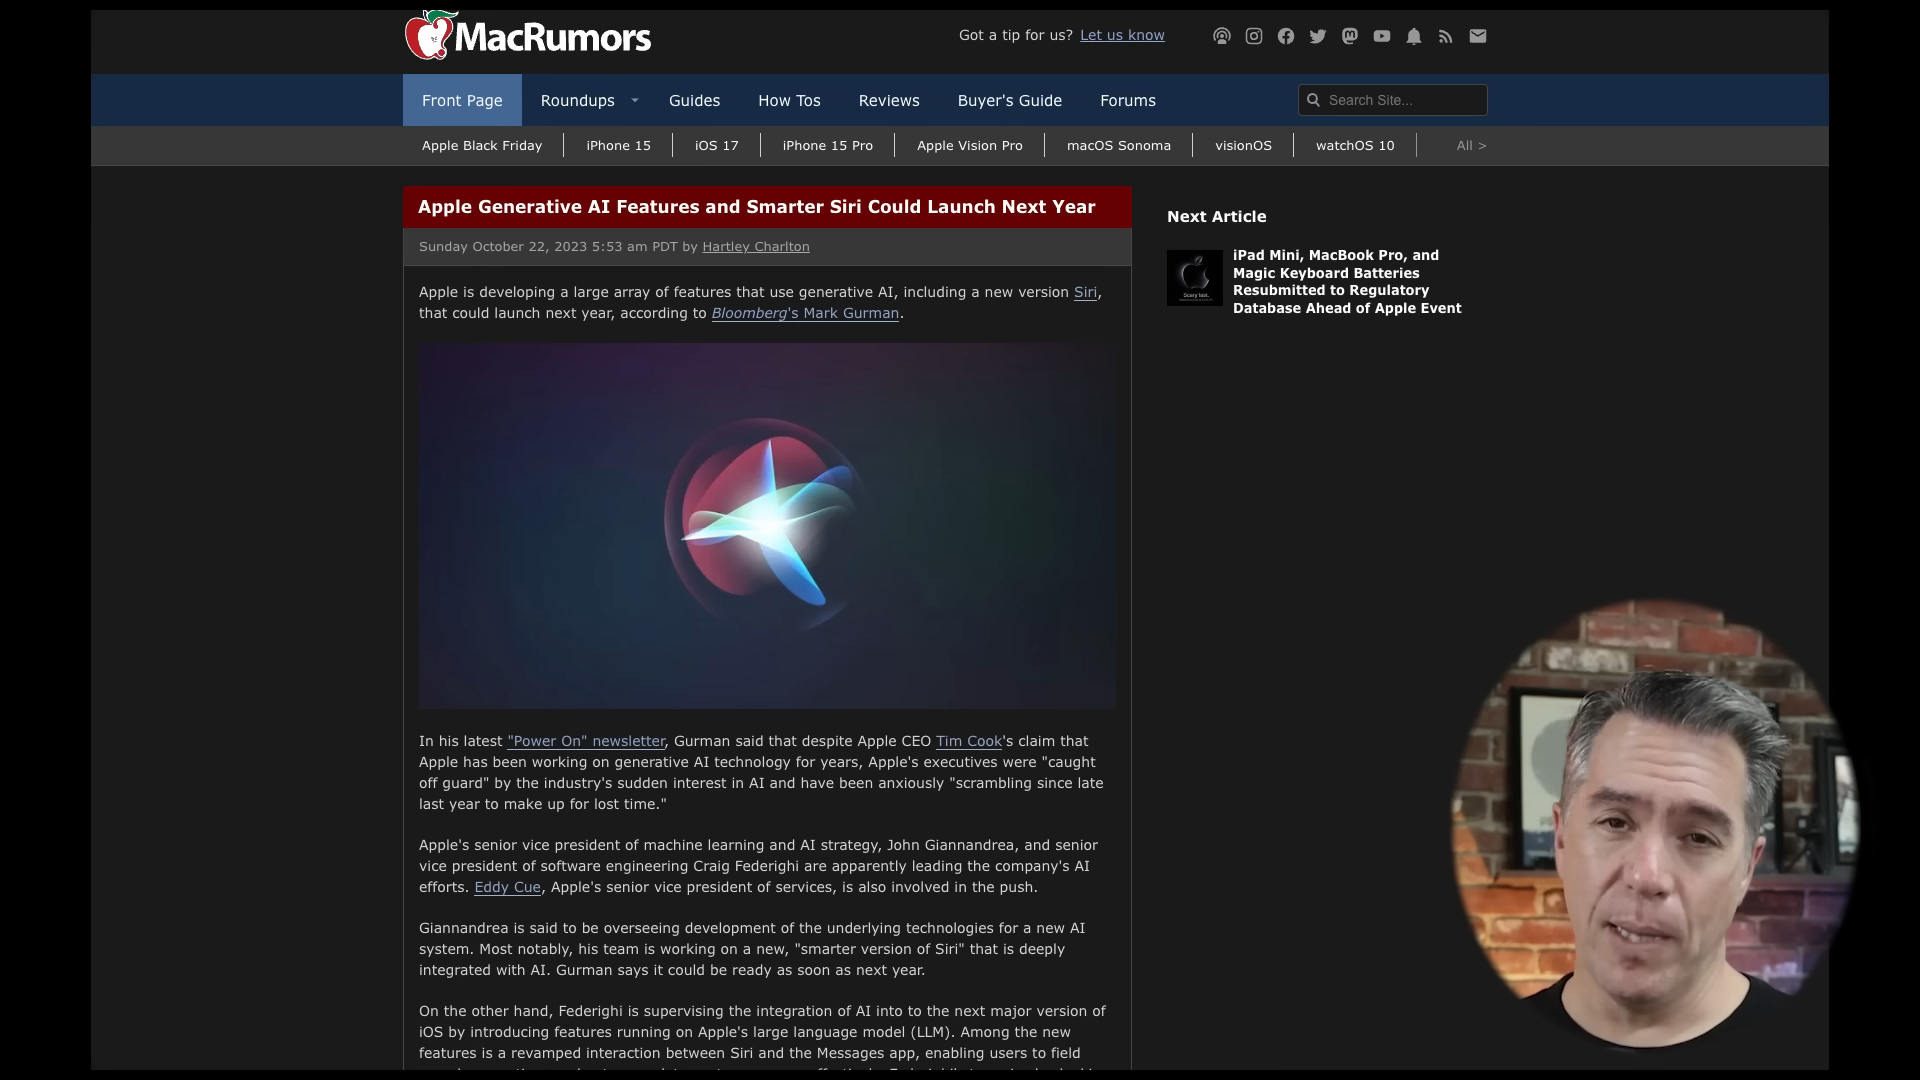 MacRumors
Got a tip for us? Let us know
Front Page Roundups Guides How Tos Reviews Buyer's Guide Forums Search Site...
Apple Black Friday iPhone 15 iOS 17 iPhone 15 Pro Apple Vision Pro macOS Sonoma visionOS watchOS 10 All >
Apple Generative AI Features and Smarter Siri Could Launch Next Year
Sunday October 22, 2023 5:53 am PDT by Hartley Charlton
Apple is developing a large array of features that use generative AI, including a new version Siri,
that could launch next year, according to Bloomberg's Mark Gurman.
In his latest "Power On" newsletter, Gurman said that despite Apple CEO Tim Cook's claim that
Apple has been working on generative AI technology for years, Apple's executives were "caught
off guard" by the industry's sudden interest in AI and have been anxiously "scrambling since late
last year to make up for lost time."
Apple's senior vice president of machine learning and AI strategy, John Giannandrea, and senior
vice president of software engineering Craig Federighi are apparently leading the company's AI
efforts. Eddy Cue, Apple's senior vice president of services, is also involved in the push.
Giannandrea is said to be overseeing development of the underlying technologies for a new AI
system. Most notably, his team is working on a new, "smarter version of Siri" that is deeply
integrated with AI. Gurman says it could be ready as soon as next year.
On the other hand, Federighi is supervising the integration of AI into to the next major version of
iOS by introducing features running on Apple's large language model (LLM). Among the new
features is a revamped interaction between Siri and the Messages app, enabling users to field
Next Article
Scary fast.
iPad Mini, MacBook Pro, and
Magic Keyboard Batteries
Resubmitted to Regulatory
Database Ahead of Apple Event